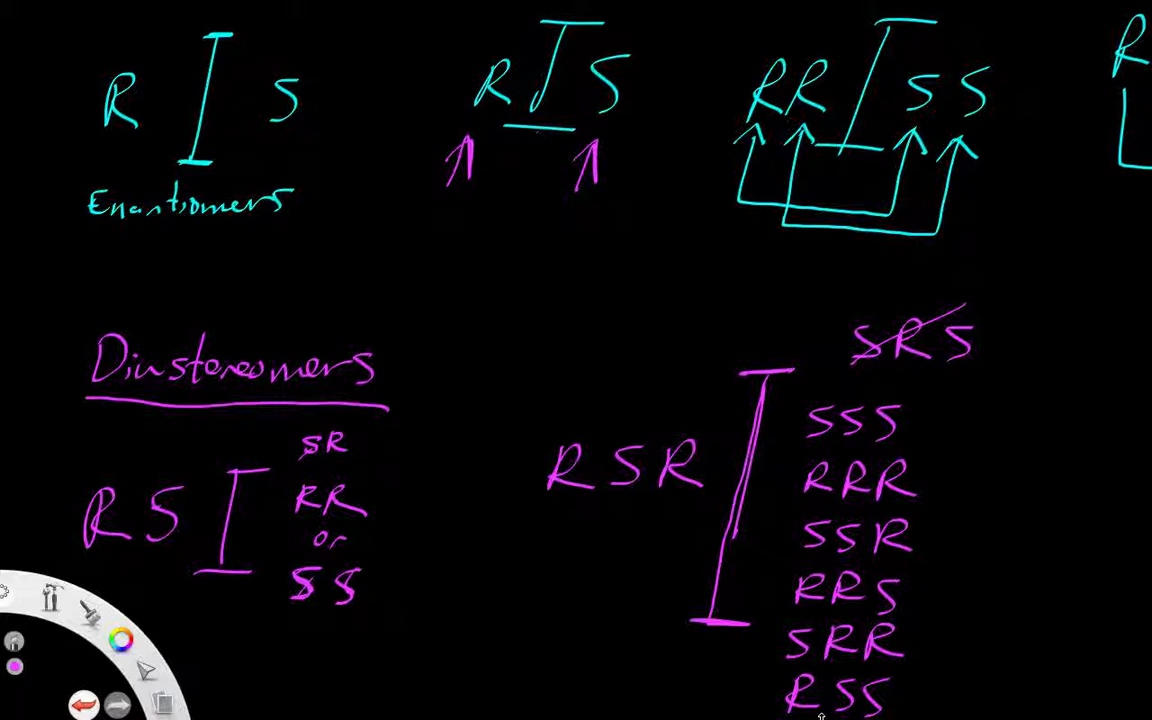 R I S
Enantiomers
R I S
RR I SS
R
Diastereomers
RS I
SR
RR
or
SS
RSR I
SRS
SSS
RRR
SSR
RRS
SRR
RSS